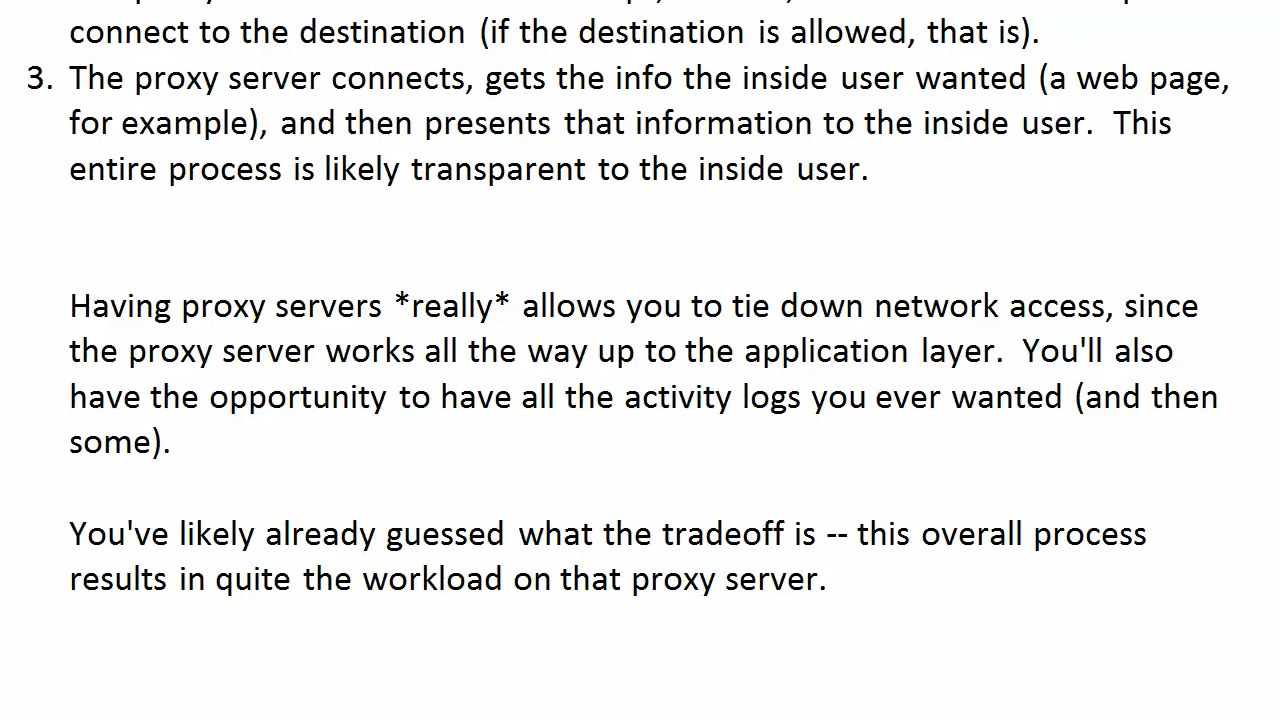 connect to the destination (if the destination is allowed, that is).
3. The proxy server connects, gets the info the inside user wanted (a web page,
for example), and then presents that information to the inside user.  This
entire process is likely transparent to the inside user.
Having proxy servers *really* allows you to tie down network access, since
the proxy server works all the way up to the application layer.  You'll also
have the opportunity to have all the activity logs you ever wanted (and then
some).
You've likely already guessed what the tradeoff is -- this overall process
results in quite the workload on that proxy server.